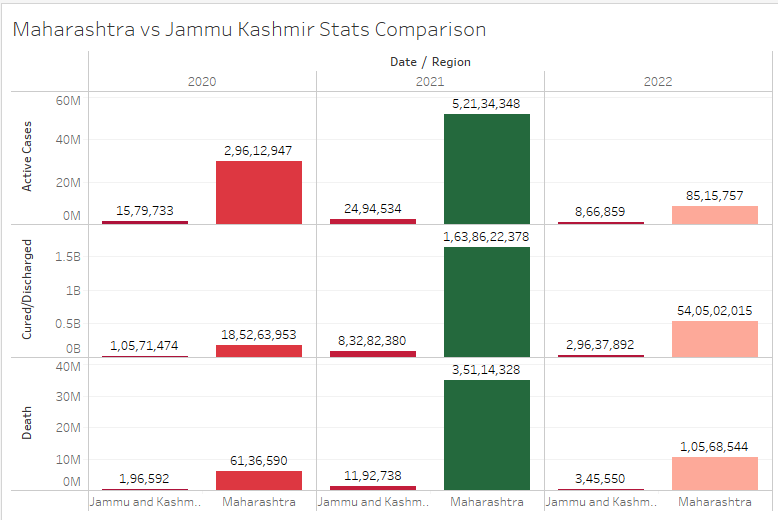 Maharashtra vs Jammu Kashmir Stats Comparison
Date / Region
2020 2021 2022
Active Cases
60M
40M
20M
0M
15,79,733 2,96,12,947 24,94,534 5,21,34,348 8,66,859 85,15,757
Cured/Discharged
1.5B
1B
0.5B
0B
1,05,71,474 18,52,63,953 8,32,82,380 1,63,86,22,378 2,96,37,892 54,05,02,015
Death
40M
30M
20M
10M
0M
1,96,592 61,36,590 11,92,738 3,51,14,328 3,45,550 1,05,68,544
Jammu and Kashm.. Maharashtra Jammu and Kashm.. Maharashtra Jammu and Kashm.. Maharashtra